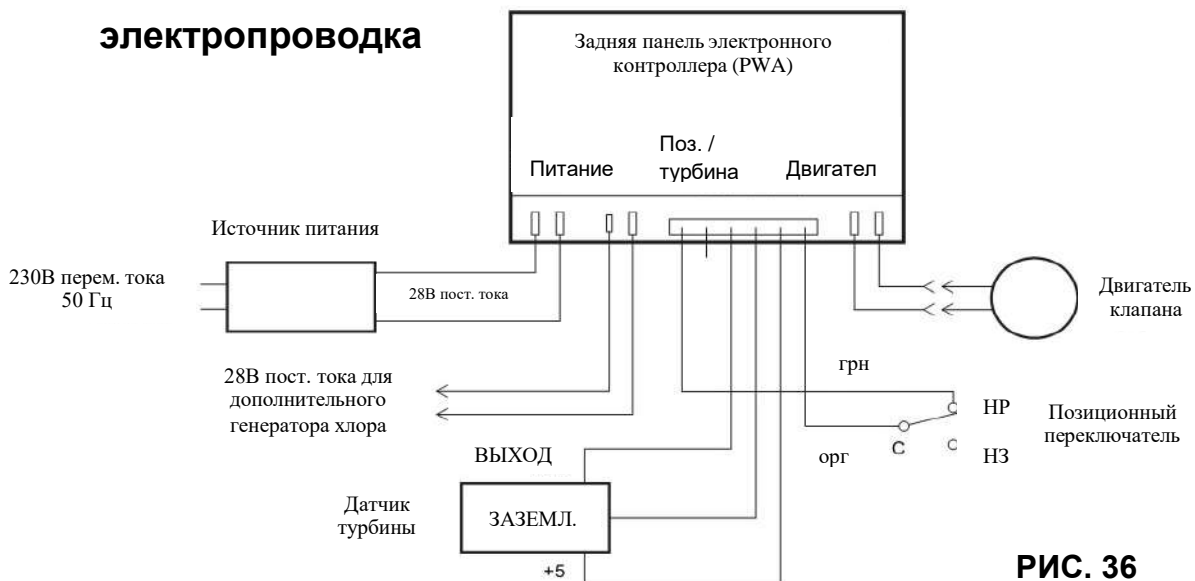 электропроводка
Задняя панель электронного
контроллера (PWA)
Питание
Поз. /
турбина
Двигател
Источник питания
230В перем. тока
50 Гц
28В пост. тока
Двигатель
клапана
28В пост. тока для
дополнительного
генератора хлора
грн
НР
Позиционный
переключатель
C
орг
НЗ
ВЫХОД
Датчик
турбины
ЗАЗЕМЛ.
+5
РИС. 36